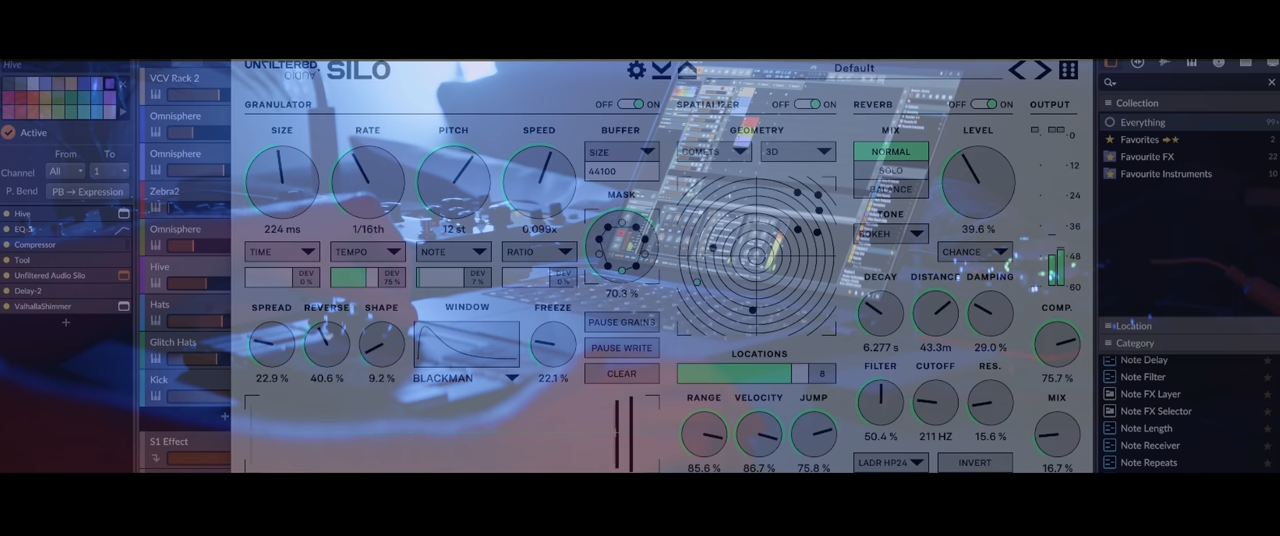 Hive
Active
From To
Channel All 1
P. Bend PB → Expression
Hive
EQ-5
Compressor
Tool
Unfiltered Audio Silo
Delay-2
ValhallaShimmer
+
VCV Rack 2
Omnisphere
Omnisphere
Zebra2
Omnisphere
Hive
Hats
Glitch Hats
Kick
+
S1 Effect
UNFILTERED
AUDIO
SILO
Default
GRANULATOR OFF ON
SIZE RATE PITCH SPEED
224 ms 1/16th 12 st 0.099x
TIME TEMPO NOTE RATIO
DEV 0 % DEV 75 % DEV 7 % DEV 0 %
SPREAD REVERSE SHAPE WINDOW FREEZE
22.9 % 40.6 % 9.2 % BLACKMAN 22.1 %
BUFFER
SIZE
44100
MASK
70.3 %
PAUSE GRAINS
PAUSE WRITE
CLEAR
SPATIALIZER OFF ON
GEOMETRY
COMETS 3D
LOCATIONS
8
RANGE VELOCITY JUMP
85.6 % 86.7 % 75.8 %
REVERB OFF ON
MIX LEVEL
NORMAL
SOLO
BALANCE
39.6 %
TONE
BOKEH CHANCE
DECAY DISTANCE DAMPING
6.277 s 43.3m 29.0 %
FILTER CUTOFF RES.
50.4 % 211 HZ 15.6 %
LADR HP24 INVERT
OUTPUT
0
-12
-24
-36
-48
-60
COMP.
75.7 %
MIX
16.7 %
Collection
Everything 99+
Favorites
Favourite FX 22
Favourite Instruments 10
Location
Category
Note Delay
Note Filter
Note FX Layer
Note FX Selector
Note Length
Note Receiver
Note Repeats